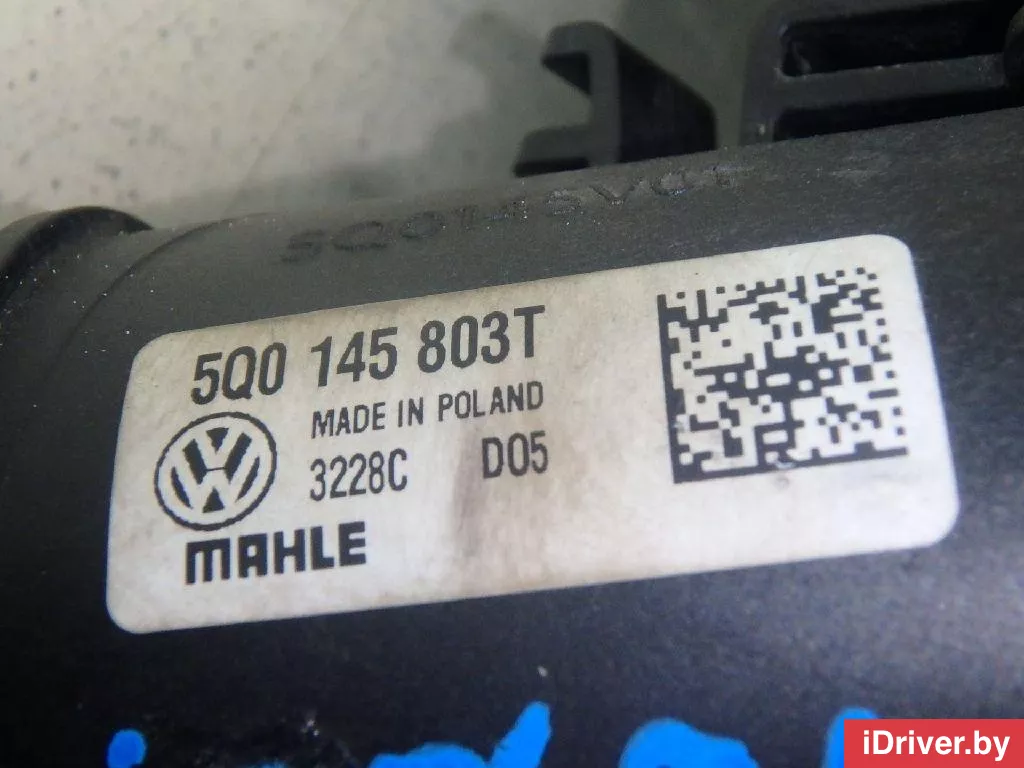 5Q0 145 803T
MADE IN POLAND
3228C D05
MAHLE
iDriver.by